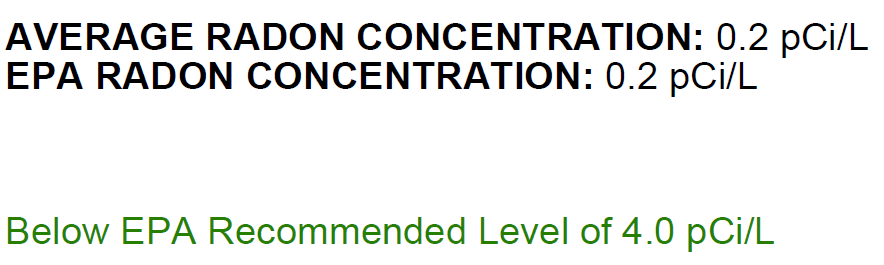 AVERAGE RADON CONCENTRATION: 0.2 pCi/L
EPA RADON CONCENTRATION: 0.2 pCi/L
Below EPA Recommended Level of 4.0 pCi/L